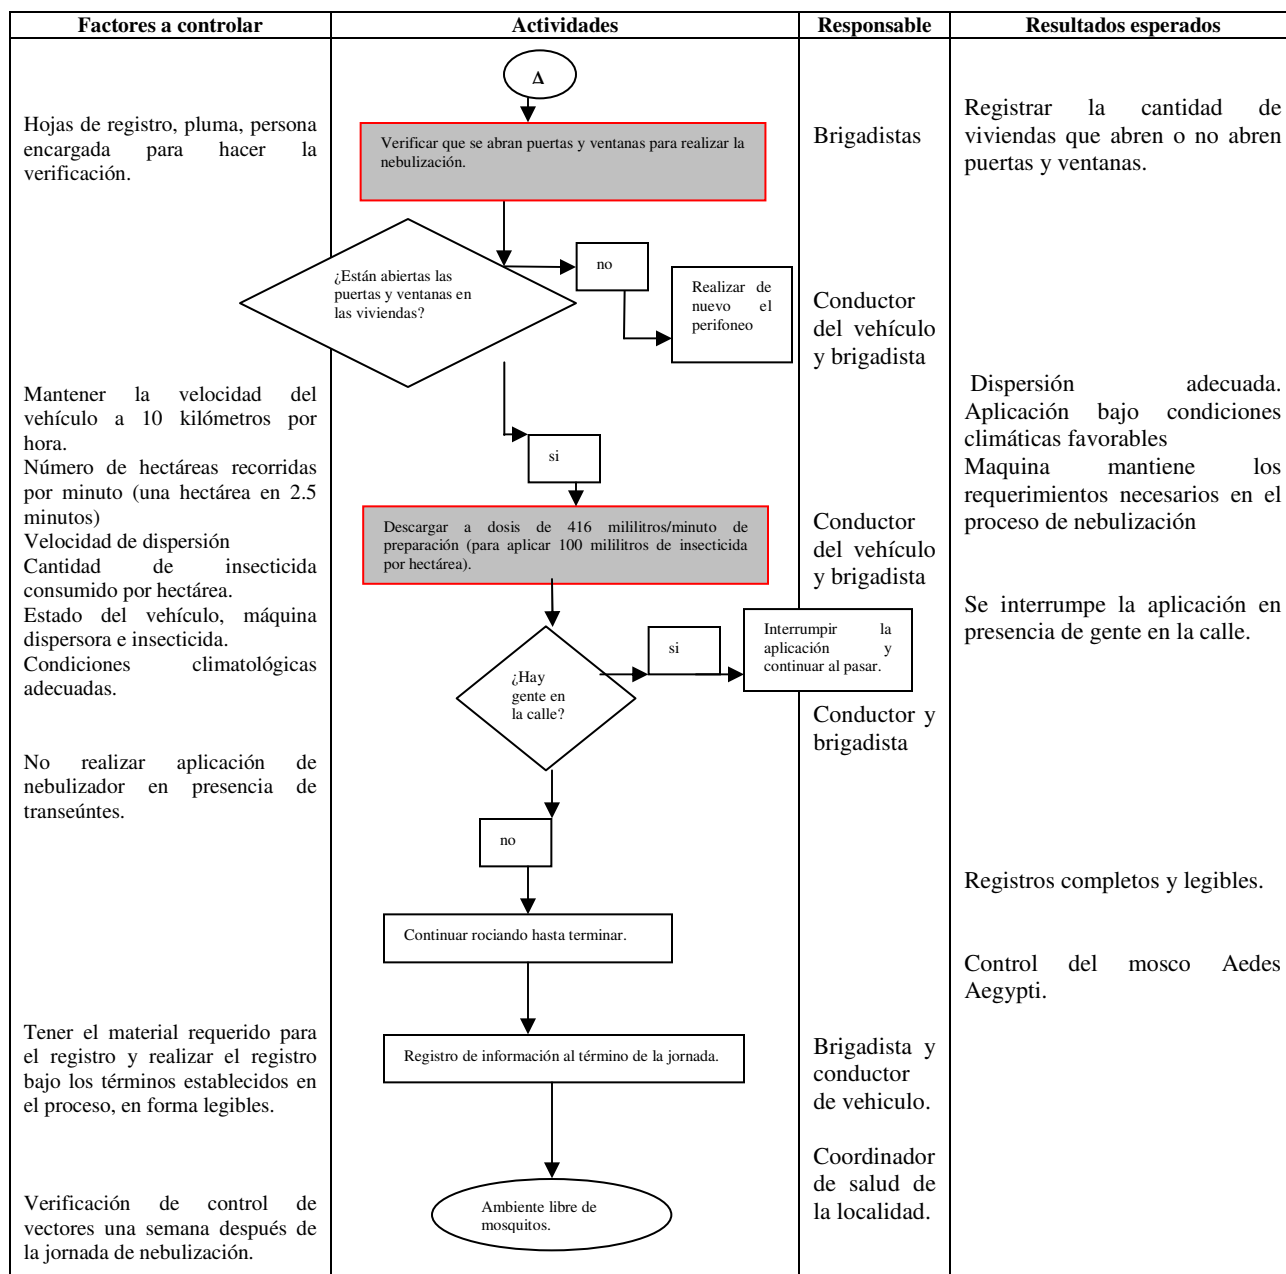 Factores a controlar
Actividades
Responsable
Resultados esperados
Δ
Hojas de registro, pluma, persona
encargada para hacer la
verificación.
Verificar que se abran puertas y ventanas para realizar la
nebulización.
Brigadistas
Registrar la cantidad de
viviendas que abren o no abren
puertas y ventanas.
¿Están abiertas las
puertas y ventanas en
las viviendas?
no
Realizar de
nuevo el
perifoneo
Conductor
del vehículo
y brigadista
Mantener la velocidad del
vehículo a 10 kilómetros por
hora.
Número de hectáreas recorridas
por minuto (una hectárea en 2.5
minutos)
Velocidad de dispersión
Cantidad de insecticida
consumido por hectárea.
Estado del vehículo, máquina
dispersora e insecticida.
Condiciones climatológicas
adecuadas.
si
Descargar a dosis de 416 mililitros/minuto de
preparación (para aplicar 100 mililitros de insecticida
por hectárea).
Conductor
del vehículo
y brigadista
Dispersión adecuada.
Aplicación bajo condiciones
climáticas favorables
Maquina mantiene los
requerimientos necesarios en el
proceso de nebulización
¿Hay
gente en
la calle?
si
Interrumpir la
aplicación y
continuar al pasar.
Se interrumpe la aplicación en
presencia de gente en la calle.
No realizar aplicación de
nebulizador en presencia de
transeúntes.
Conductor y
brigadista
no
Continuar rociando hasta terminar.
Registros completos y legibles.
Control del mosco Aedes
Aegypti.
Tener el material requerido para
el registro y realizar el registro
bajo los términos establecidos en
el proceso, en forma legibles.
Registro de información al término de la jornada.
Brigadista y
conductor
de vehiculo.
Verificación de control de
vectores una semana después de
la jornada de nebulización.
Ambiente libre de
mosquitos.
Coordinador
de salud de
la localidad.